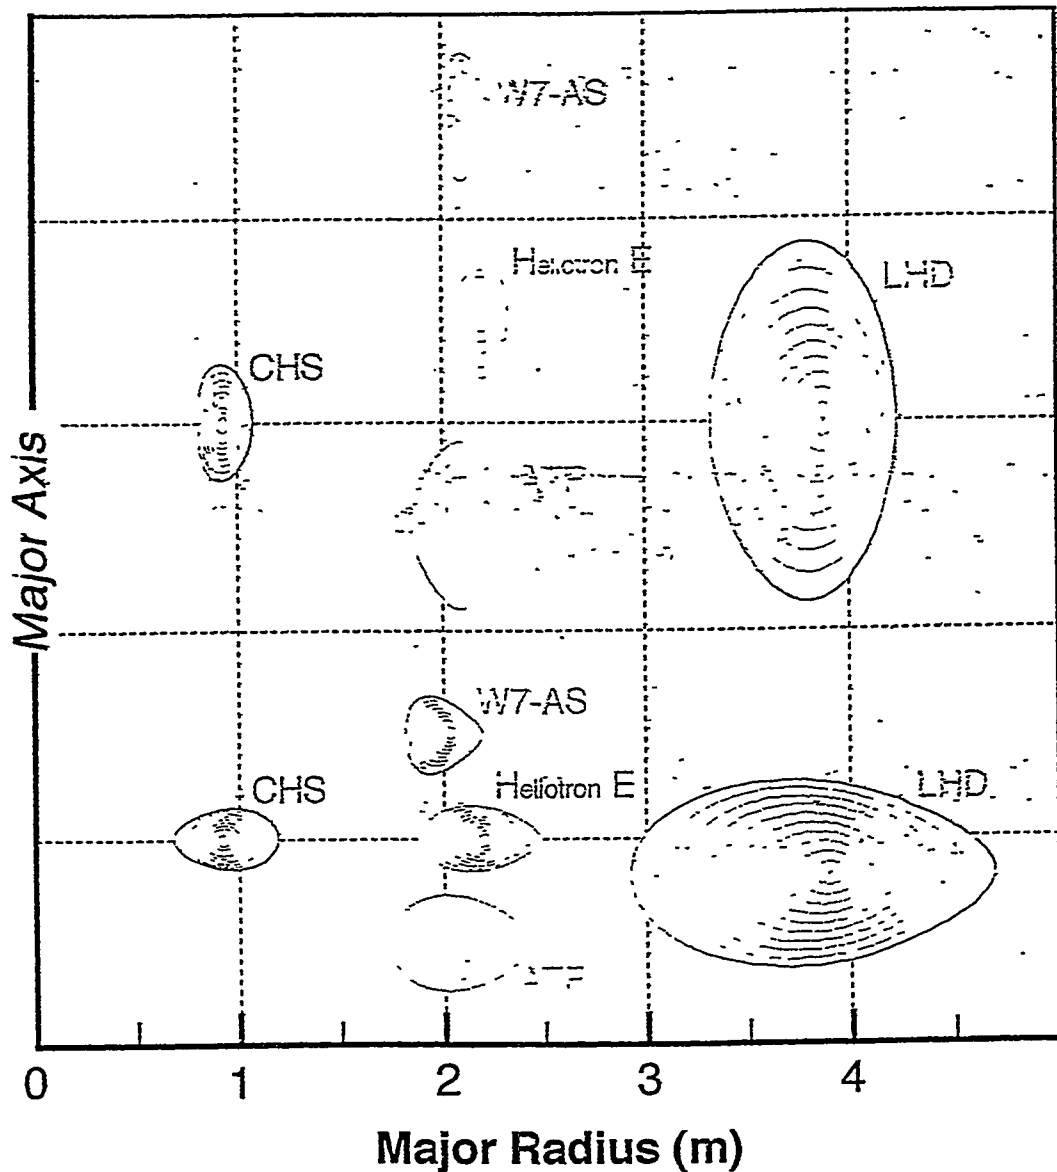 W7-AS
Heliotron E
LHD
CHS
Major Axis
W7-AS
CHS
Heliotron E
LHD
0 1 2 3 4
Major Radius (m)